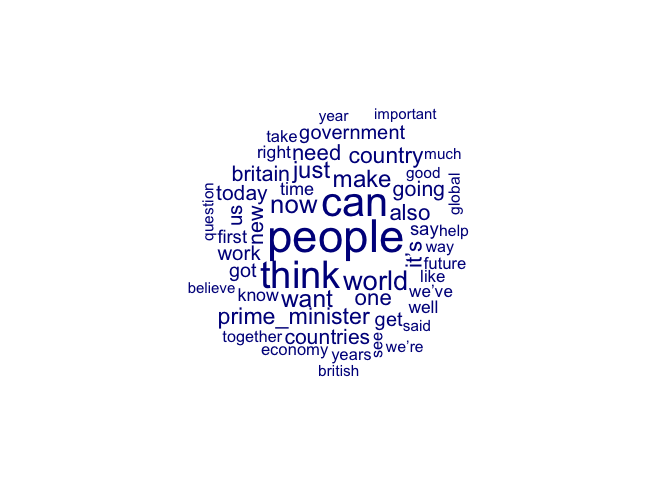 year important
take government
right need country much
britain just make good
question today time going global
us new now can also
first people say help
work it's way
got think world future
believe know want one like
we've
prime_minister get well
said
together countries see
economy years we're
british